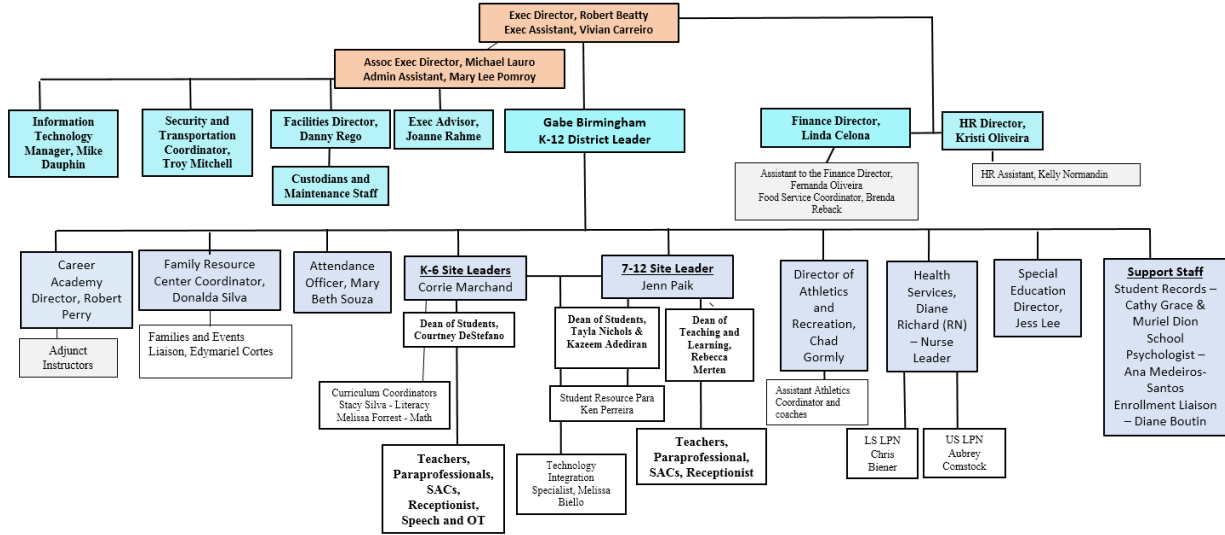 Exec Director, Robert Beatty
Exec Assistant, Vivian Carreiro
Assoc Exec Director, Michael Lauro
Admin Assistant, Mary Lee Pomroy
Information
Technology
Manager, Mike
Dauphin
Security and
Transportation
Coordinator,
Troy Mitchell
Facilities Director,
Danny Rego
Exec Advisor,
Joanne Rahme
Gabe Birmingham
K-12 District Leader
Finance Director,
Linda Celona
HR Director,
Kristi Oliveira
Custodians and
Maintenance Staff
Assistant to the Finance Director,
Fernanda Oliveira
Food Service Coordinator, Brenda
Reback
HR Assistant, Kelly Normandin
Career
Academy
Director, Robert
Perry
Family Resource
Center Coordinator,
Donalda Silva
Attendance
Officer, Mary
Beth Souza
K-6 Site Leaders
Corrie Marchand
7-12 Site Leader
Jenn Paik
Director of
Athletics
and
Recreation,
Chad
Gormly
Health
Services,
Diane
Richard (RN)
– Nurse
Leader
Special
Education
Director,
Jess Lee
Support Staff
Student Records –
Cathy Grace &
Muriel Dion
School
Psychologist –
Ana Medeiros-
Santos
Enrollment Liaison
– Diane Boutin
Adjunct
Instructors
Families and Events
Liaison, Edymariel Cortes
Dean of Students,
Courtney DeStefano
Dean of Students,
Tayla Nichols &
Kazeem Adediran
Dean of
Teaching and
Learning,
Rebecca
Merten
Curriculum Coordinators
Stacy Silva - Literacy
Melissa Forrest - Math
Student Resource Para
Ken Perreira
Assistant Athletics
Coordinator and
coaches
Teachers,
Paraprofessionals,
SACs,
Receptionist,
Speech and OT
Technology
Integration
Specialist, Melissa
Biello
Teachers,
Paraprofessional,
SACs, Receptionist
LS LPN
Chris
Biener
US LPN
Aubrey
Comstock